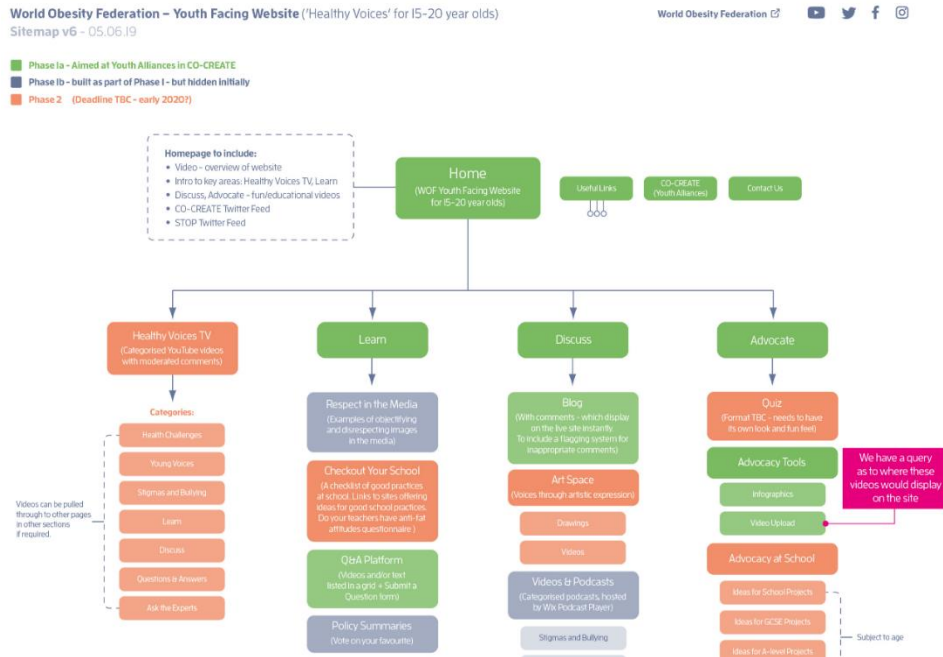 World Obesity Federation – Youth Facing Website ('Healthy Voices' for 15-20 year olds)
Sitemap v6 - 05.06.19
World Obesity Federation
Phase 1a - Aimed at Youth Alliances in CO-CREATE
Phase 1b - built as part of Phase 1 - but hidden initially
Phase 2 (Deadline TBC - early 2020?)
Homepage to include:
• Video - overview of website
• Intro to key areas: Healthy Voices TV, Learn
• Discuss, Advocate - fun/educational videos
• CO-CREATE Twitter Feed
• STOP Twitter Feed
Home
(WOF Youth Facing Website
for 15-20 year olds)
Useful Links
CO-CREATE
(Youth Alliances)
Contact Us
Healthy Voices TV
(Categorised YouTube videos
with moderated comments)
Categories:
Health Challenges
Young Voices
Stigmas and Bullying
Learn
Discuss
Questions & Answers
Ask the Experts
Videos can be pulled
through to other pages
in other sections
if required.
Learn
Respect in the Media
(Examples of objectifying
and disrespecting images
in the media)
Checkout Your School
(A checklist of good practices
at school. Links to sites offering
ideas for good school practices.
Do your teachers have anti-fat
attitudes questionnaire )
Q&A Platform
(Videos and/or text
listed in a grid + Submit a
Question form)
Policy Summaries
(Vote on your favourite)
Discuss
Blog
(With comments - which display
on the live site instantly
To include a flagging system for
inappropriate comments)
Art Space
(Voices through artistic expression)
Drawings
Videos
Videos & Podcasts
(Categorised podcasts, hosted
by Wix Podcast Player)
Stigmas and Bullying
Advocate
Quiz
(Format TBC - needs to have
its own look and fun feel)
Advocacy Tools
Infographics
Video Upload
We have a query
as to where these
videos would display
on the site
Advocacy at School
Ideas for School Projects
Ideas for GCSE Projects
Ideas for A-level Projects
Subject to age